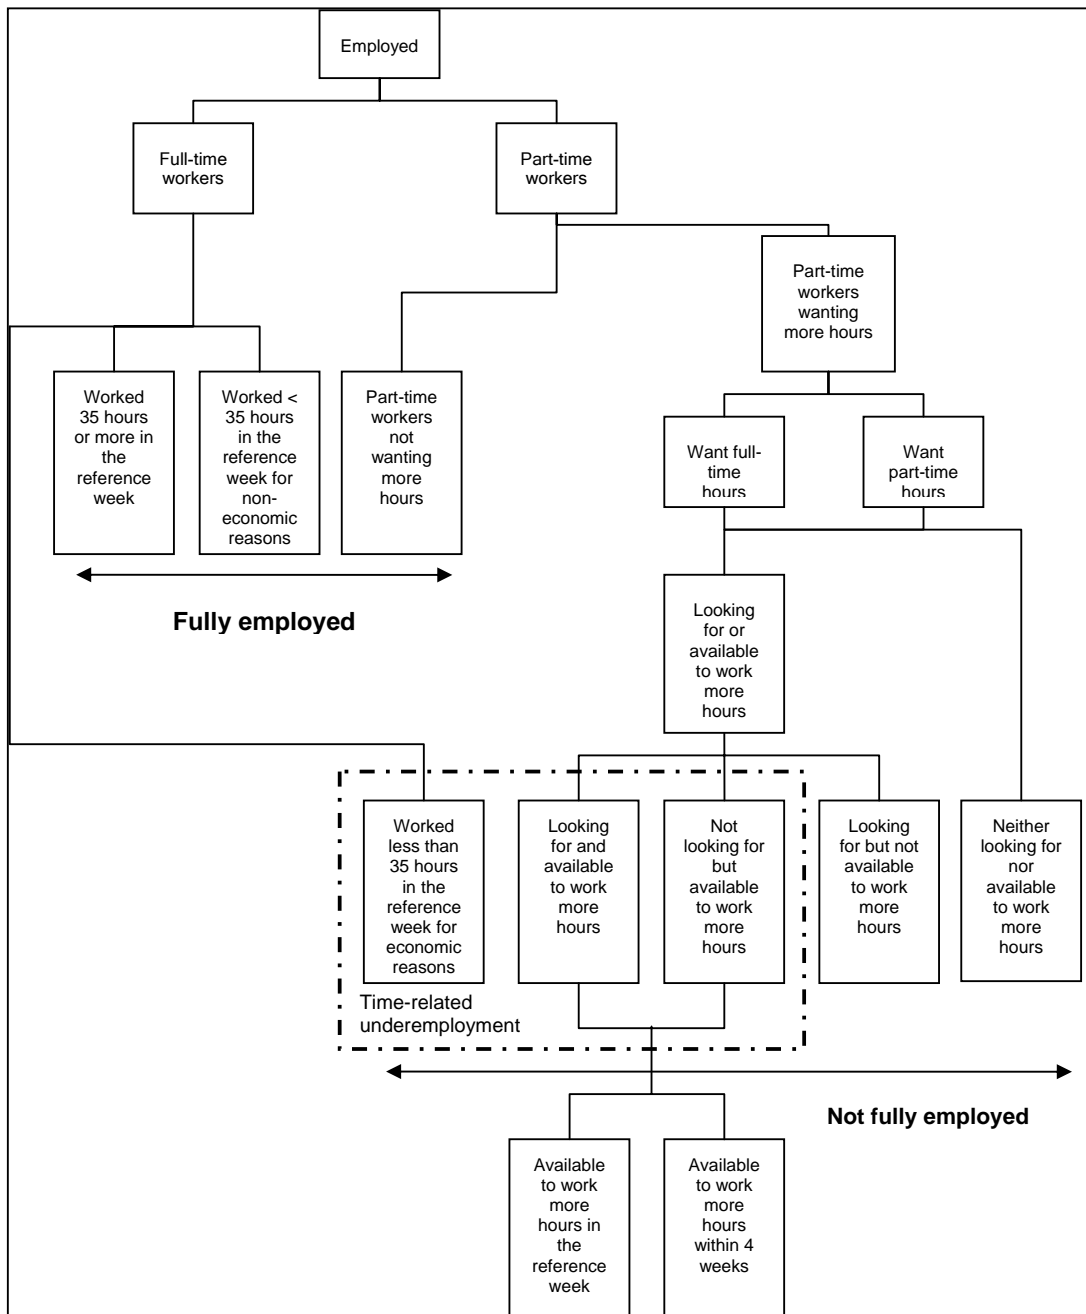 Employed
Full-time
workers
Part-time
workers
Part-time
workers
wanting
more hours
Worked
35 hours
or more in
the
reference
week
Worked <
35 hours
in the
reference
week for
non-
economic
reasons
Part-time
workers
not
wanting
more
hours
Want full-
time
hours
Want
part-time
hours
Fully employed
Looking
for or
available
to work
more
hours
Worked
less than
35 hours
in the
reference
week for
economic
reasons
Looking
for and
available
to work
more
hours
Not
looking for
but
available
to work
more
hours
Looking
for but not
available
to work
more
hours
Neither
looking for
nor
available
to work
more
hours
Time-related
underemployment
Not fully employed
Available
to work
more
hours in
the
reference
week
Available
to work
more
hours
within 4
weeks